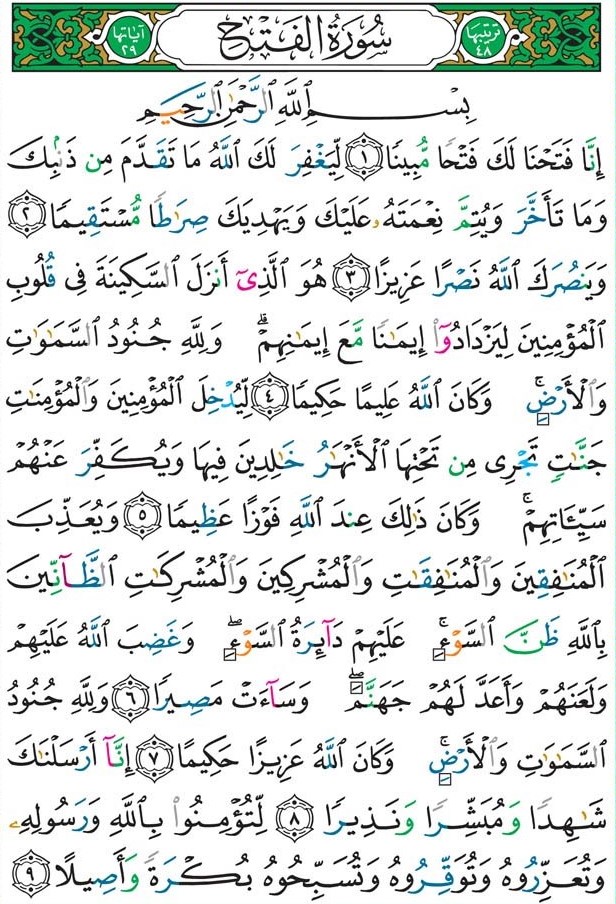 ترتيبها ٤٨ سُورَةُ الفَتْحِ آياتها ٢٩
بِسْمِ ٱللَّهِ ٱلرَّحْمَٰنِ ٱلرَّحِيمِ
إِنَّا فَتَحْنَا لَكَ فَتْحًا مُّبِينًا ١ لِّيَغْفِرَ لَكَ ٱللَّهُ مَا تَقَدَّمَ مِن ذَنۢبِكَ
وَمَا تَأَخَّرَ وَيُتِمَّ نِعْمَتَهُۥ عَلَيْكَ وَيَهْدِيَكَ صِرَٰطًا مُّسْتَقِيمًا ٢
وَيَنصُرَكَ ٱللَّهُ نَصْرًا عَزِيزًا ٣ هُوَ ٱلَّذِىٓ أَنزَلَ ٱلسَّكِينَةَ فِى قُلُوبِ
ٱلْمُؤْمِنِينَ لِيَزْدَادُوٓا۟ إِيمَٰنًا مَّعَ إِيمَٰنِهِمْ ۗ وَلِلَّهِ جُنُودُ ٱلسَّمَٰوَٰتِ
وَٱلْأَرْضِ ۚ وَكَانَ ٱللَّهُ عَلِيمًا حَكِيمًا ٤ لِّيُدْخِلَ ٱلْمُؤْمِنِينَ وَٱلْمُؤْمِنَٰتِ
جَنَّٰتٍ تَجْرِى مِن تَحْتِهَا ٱلْأَنْهَٰرُ خَٰلِدِينَ فِيهَا وَيُكَفِّرَ عَنْهُمْ
سَيِّـَٔاتِهِمْ ۚ وَكَانَ ذَٰلِكَ عِندَ ٱللَّهِ فَوْزًا عَظِيمًا ٥ وَيُعَذِّبَ
ٱلْمُنَٰفِقِينَ وَٱلْمُنَٰفِقَٰتِ وَٱلْمُشْرِكِينَ وَٱلْمُشْرِكَٰتِ ٱلظَّآنِّينَ
بِٱللَّهِ ظَنَّ ٱلسَّوْءِ ۚ عَلَيْهِمْ دَآئِرَةُ ٱلسَّوْءِ ۖ وَغَضِبَ ٱللَّهُ عَلَيْهِمْ
وَلَعَنَهُمْ وَأَعَدَّ لَهُمْ جَهَنَّمَ ۖ وَسَآءَتْ مَصِيرًا ٦ وَلِلَّهِ جُنُودُ
ٱلسَّمَٰوَٰتِ وَٱلْأَرْضِ ۚ وَكَانَ ٱللَّهُ عَزِيزًا حَكِيمًا ٧ إِنَّآ أَرْسَلْنَٰكَ
شَٰهِدًا وَمُبَشِّرًا وَنَذِيرًا ٨ لِّتُؤْمِنُوا۟ بِٱللَّهِ وَرَسُولِهِۦ
وَتُعَزِّرُوهُ وَتُوَقِّرُوهُ وَتُسَبِّحُوهُ بُكْرَةً وَأَصِيلًا ٩